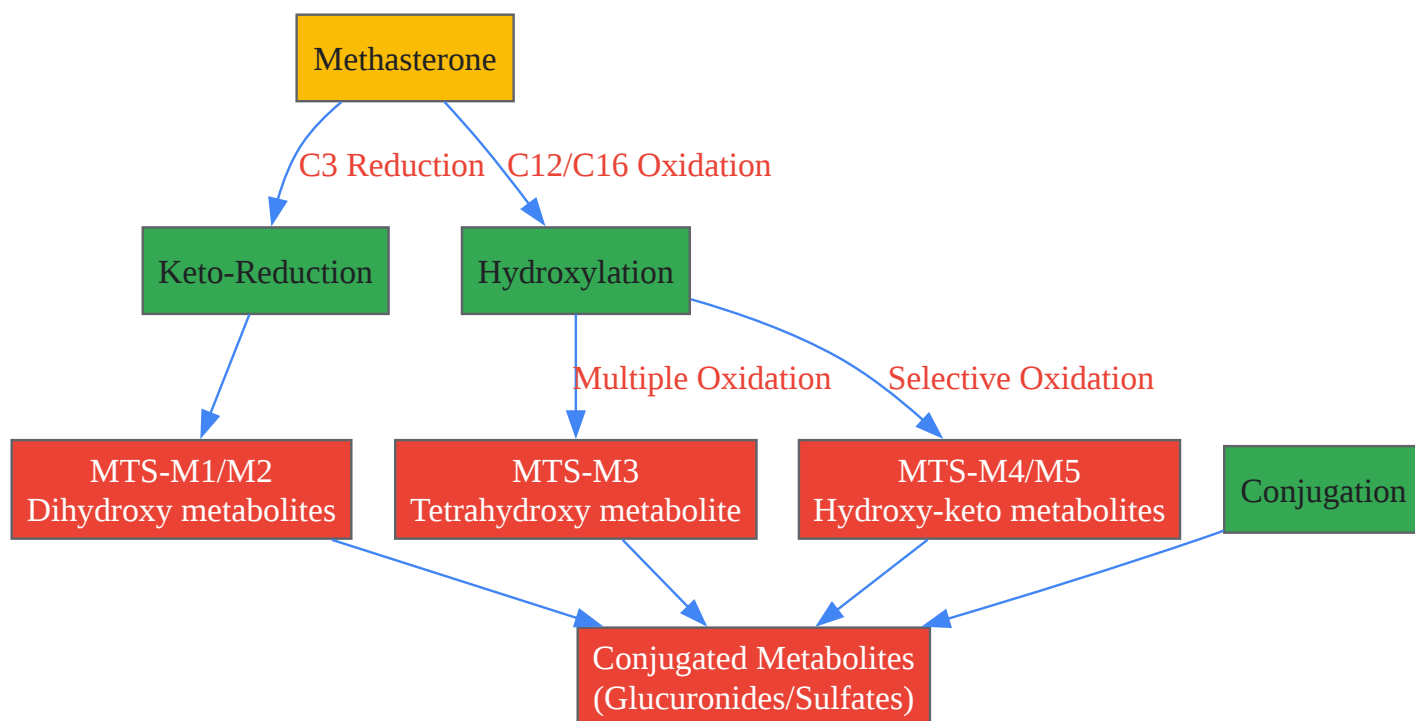 Methasterone
C3 Reduction
C12/C16 Oxidation
Keto-Reduction
Hydroxylation
Multiple Oxidation
Selective Oxidation
MTS-M1/M2
Dihydroxy metabolites
MTS-M3
Tetrahydroxy metabolite
MTS-M4/M5
Hydroxy-keto metabolites
Conjugation
Conjugated Metabolites
(Glucuronides/Sulfates)